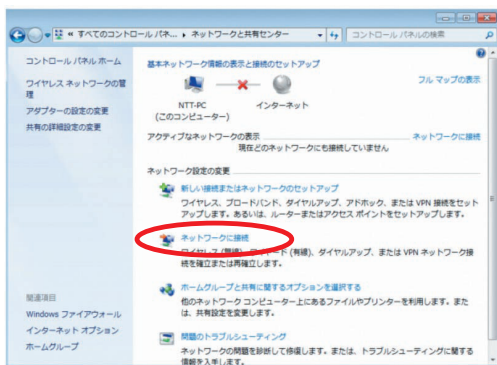 « すべてのコントロール パネ... ▸ ネットワークと共有センター
コントロール パネルの検索
コントロール パネル ホーム
ワイヤレス ネットワークの管
理
アダプターの設定の変更
共有の詳細設定の変更
関連項目
Windows ファイアウォール
インターネット オプション
ホームグループ
基本ネットワーク情報の表示と接続のセットアップ
フル マップの表示
NTT-PC
(このコンピューター)
インターネット
アクティブなネットワークの表示
ネットワークに接続
現在どのネットワークにも接続していません
ネットワーク設定の変更
新しい接続またはネットワークのセットアップ
ワイヤレス、ブロードバンド、ダイヤルアップ、アドホック、または VPN 接続をセット
アップします。あるいは、ルーターまたはアクセス ポイントをセットアップします。
ネットワークに接続
ワイヤレス (無線)、ワイヤード (有線)、ダイヤルアップ、または VPN ネットワーク接
続を確立または再確立します。
ホームグループと共有に関するオプションを選択する
他のネットワーク コンピューター上にあるファイルやプリンターを利用します。また
は、共有設定を変更します。
問題のトラブルシューティング
ネットワークの問題を診断して修復します。または、トラブルシューティングに関する
情報を入手します。